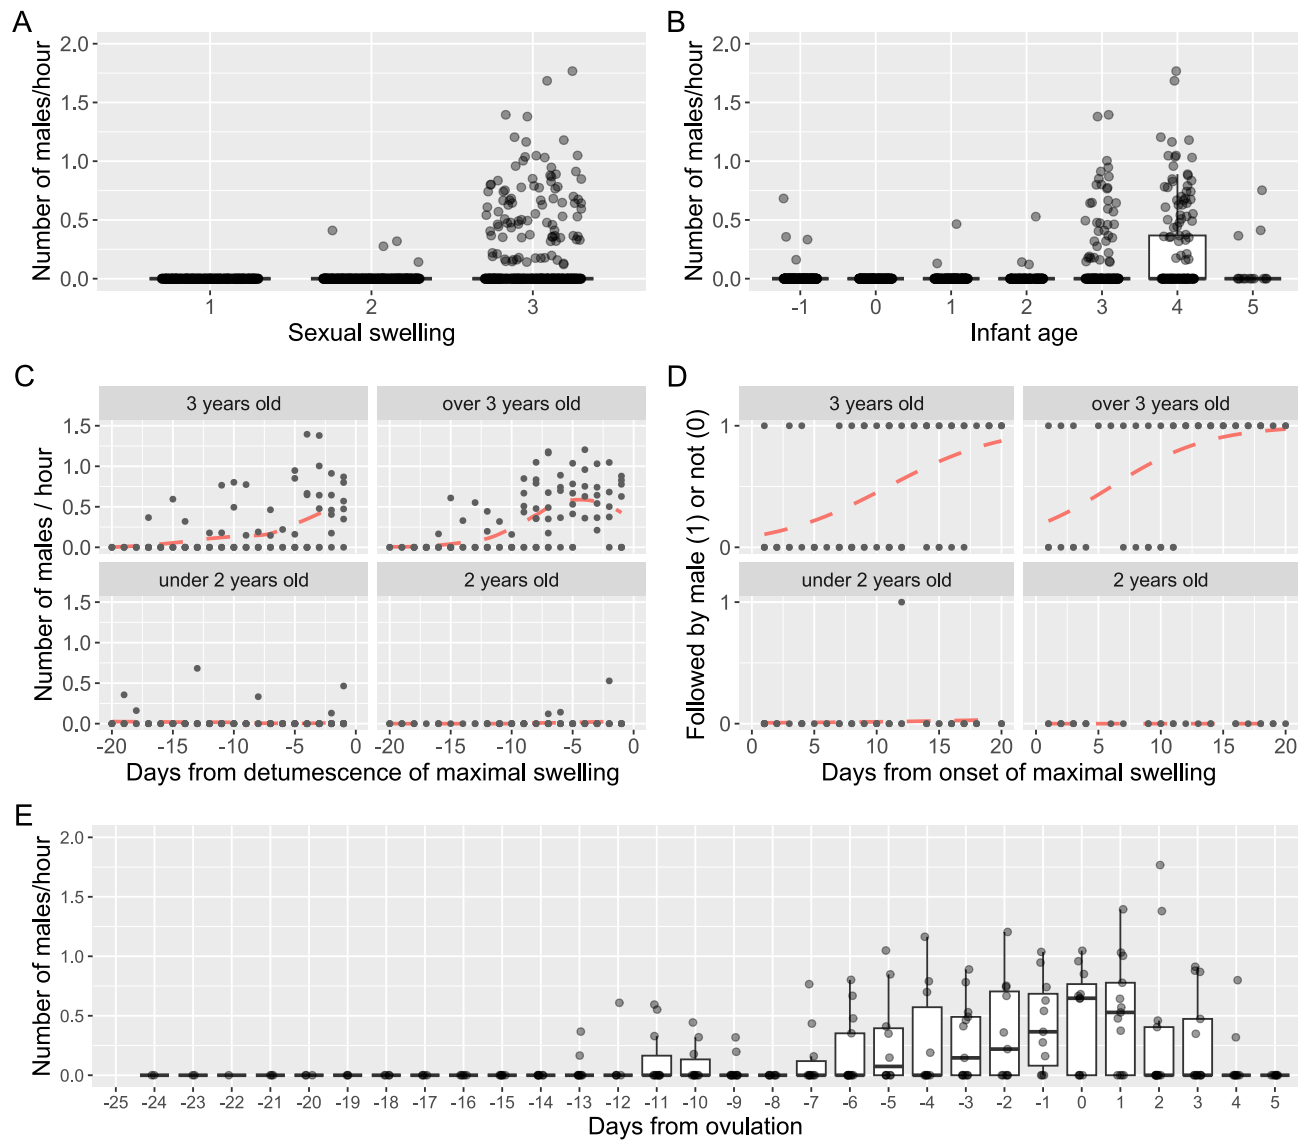 A
Number of males/hour
2.0
1.5
1.0
0.5
0.0
1 2 3
Sexual swelling
B
Number of males/hour
2.0
1.5
1.0
0.5
0.0
-1 0 1 2 3 4 5
Infant age
C
Number of males / hour
3 years old
over 3 years old
1.5
1.0
0.5
0.0
under 2 years old
2 years old
1.5
1.0
0.5
0.0
-20 -15 -10 -5 0
-20 -15 -10 -5 0
Days from detumescence of maximal swelling
D
Followed by male (1) or not (0)
3 years old
over 3 years old
1
0
under 2 years old
2 years old
1
0
0 5 10 15 20
0 5 10 15 20
Days from onset of maximal swelling
E
Number of males/hour
2.0
1.5
1.0
0.5
0.0
-25 -24 -23 -22 -21 -20 -19 -18 -17 -16 -15 -14 -13 -12 -11 -10 -9 -8 -7 -6 -5 -4 -3 -2 -1 0 1 2 3 4 5
Days from ovulation